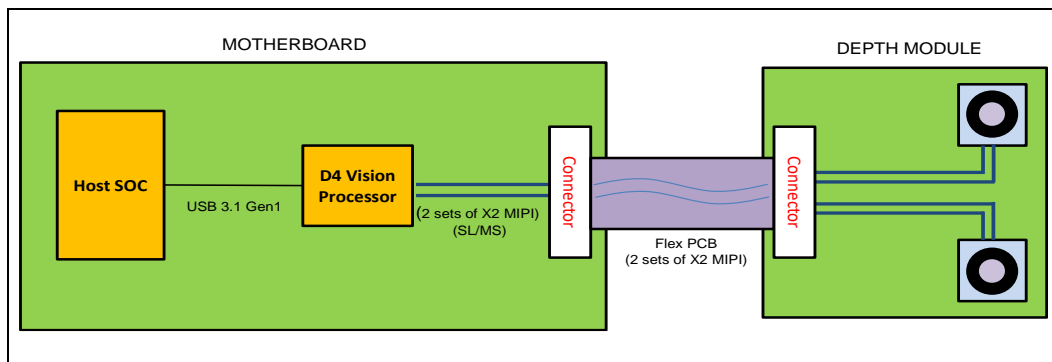 MOTHERBOARD
DEPTH MODULE
Host SOC
USB 3.1 Gen1
D4 Vision
Processor
(2 sets of X2 MIPI)
(SL/MS)
Connector
Flex PCB
(2 sets of X2 MIPI)
Connector